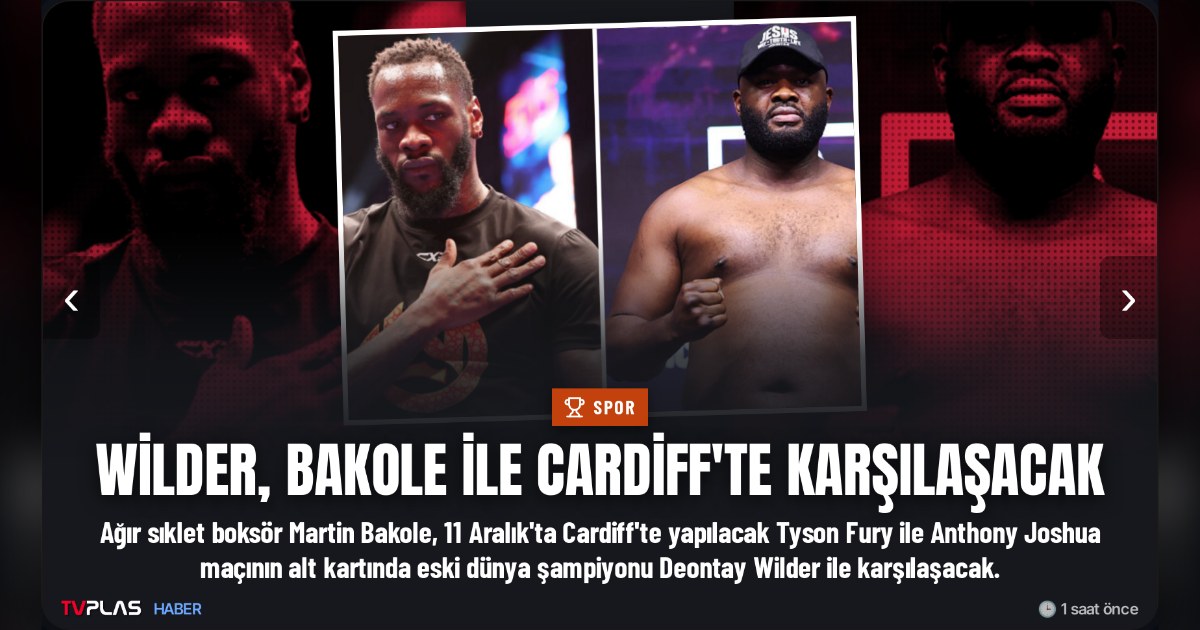 JESUS
SPOR
WİLDER, BAKOLE İLE CARDİFF'TE KARŞILAŞACAK
Ağır sıklet boksör Martin Bakole, 11 Aralık'ta Cardiff'te yapılacak Tyson Fury ile Anthony Joshua
maçının alt kartında eski dünya şampiyonu Deontay Wilder ile karşılaşacak.
TVPLAS HABER
1 saat önce